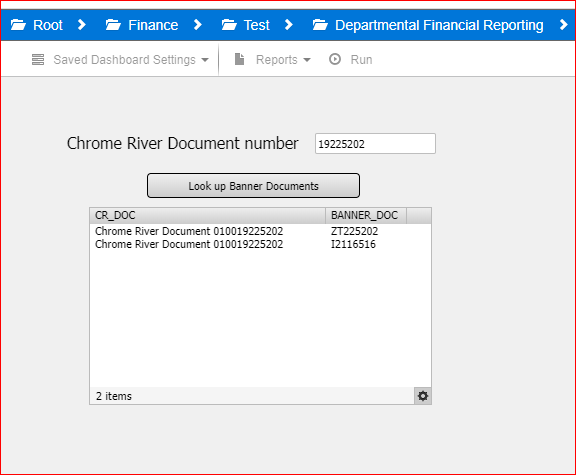 Root Finance Test Departmental Financial Reporting
Saved Dashboard Settings Reports Run
Chrome River Document number 19225202
Look up Banner Documents
CR_DOC BANNER_DOC
Chrome River Document 010019225202 ZT225202
Chrome River Document 010019225202 I2116516
2 items